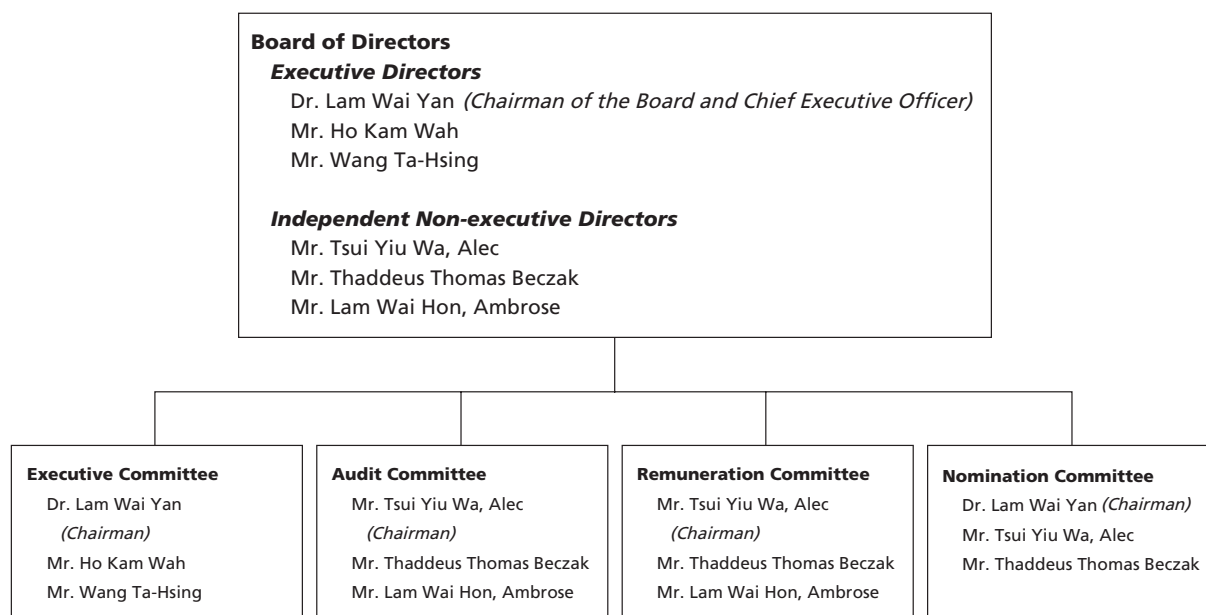 Board of Directors
Executive Directors
Dr. Lam Wai Yan (Chairman of the Board and Chief Executive Officer)
Mr. Ho Kam Wah
Mr. Wang Ta-Hsing
Independent Non-executive Directors
Mr. Tsui Yiu Wa, Alec
Mr. Thaddeus Thomas Beczak
Mr. Lam Wai Hon, Ambrose
Executive Committee
Dr. Lam Wai Yan
(Chairman)
Mr. Ho Kam Wah
Mr. Wang Ta-Hsing
Audit Committee
Mr. Tsui Yiu Wa, Alec
(Chairman)
Mr. Thaddeus Thomas Beczak
Mr. Lam Wai Hon, Ambrose
Remuneration Committee
Mr. Tsui Yiu Wa, Alec
(Chairman)
Mr. Thaddeus Thomas Beczak
Mr. Lam Wai Hon, Ambrose
Nomination Committee
Dr. Lam Wai Yan (Chairman)
Mr. Tsui Yiu Wa, Alec
Mr. Thaddeus Thomas Beczak